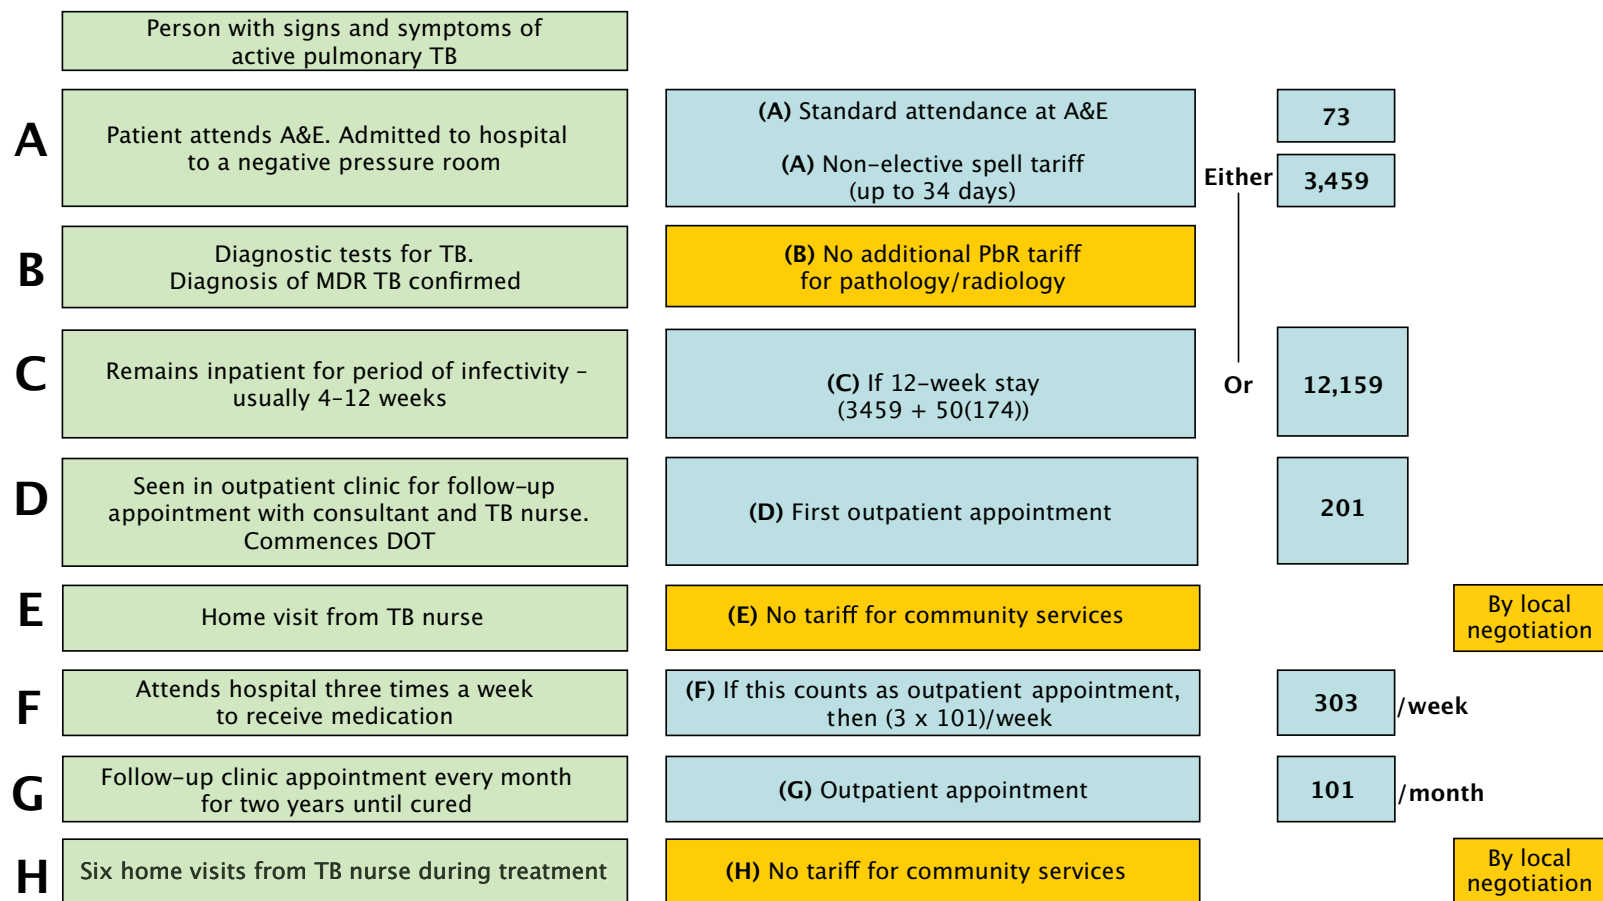 Person with signs and symptoms of
active pulmonary TB
A
Patient attends A&E. Admitted to hospital
to a negative pressure room
(A) Standard attendance at A&E
73
(A) Non-elective spell tariff
(up to 34 days)
Either
3,459
B
Diagnostic tests for TB.
Diagnosis of MDR TB confirmed
(B) No additional PbR tariff
for pathology/radiology
C
Remains inpatient for period of infectivity –
usually 4–12 weeks
(C) If 12-week stay
(3459 + 50(174))
Or
12,159
D
Seen in outpatient clinic for follow-up
appointment with consultant and TB nurse.
Commences DOT
(D) First outpatient appointment
201
E
Home visit from TB nurse
(E) No tariff for community services
By local
negotiation
F
Attends hospital three times a week
to receive medication
(F) If this counts as outpatient appointment,
then (3 x 101)/week
303 /week
G
Follow-up clinic appointment every month
for two years until cured
(G) Outpatient appointment
101 /month
H
Six home visits from TB nurse during treatment
(H) No tariff for community services
By local
negotiation